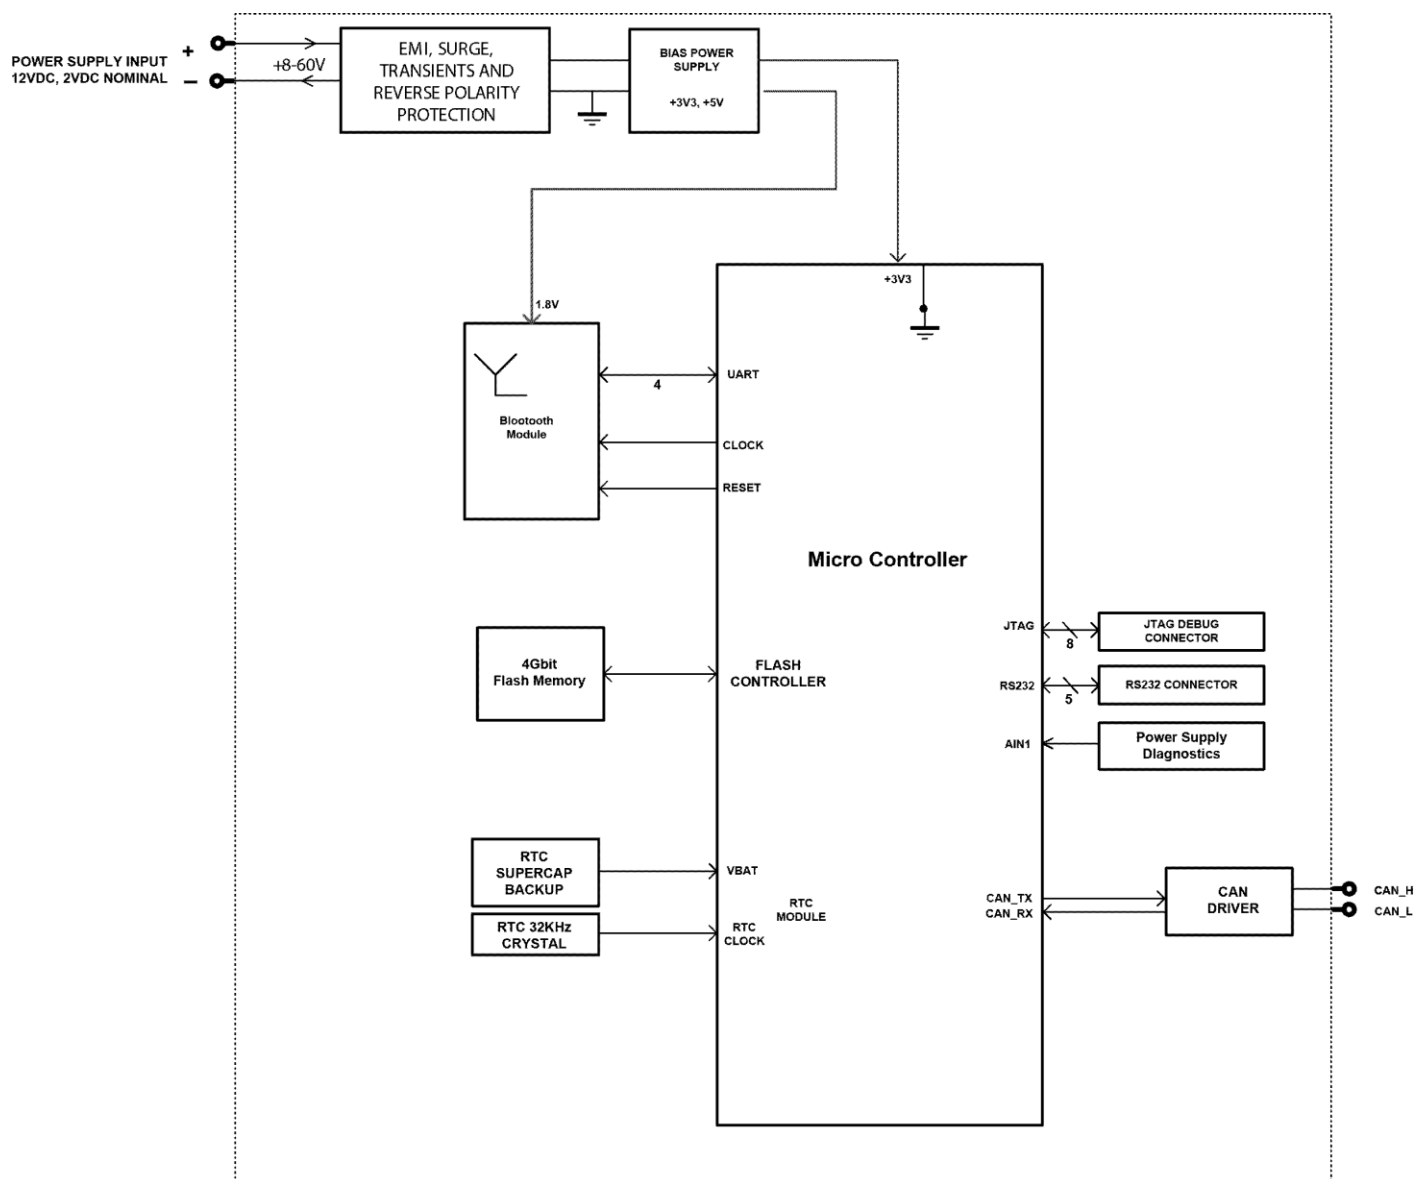 POWER SUPPLY INPUT
12VDC, 2VDC NOMINAL
+
−
+8-60V
EMI, SURGE,
TRANSIENTS AND
REVERSE POLARITY
PROTECTION
BIAS POWER
SUPPLY
+3V3, +5V
+3V3
1.8V
Blootooth
Module
4
UART
CLOCK
RESET
Micro Controller
4Gbit
Flash Memory
FLASH
CONTROLLER
JTAG
8
JTAG DEBUG
CONNECTOR
RS232
5
RS232 CONNECTOR
AIN1
Power Supply
DIagnostics
RTC
SUPERCAP
BACKUP
VBAT
RTC 32KHz
CRYSTAL
RTC
CLOCK
RTC
MODULE
CAN_TX
CAN_RX
CAN
DRIVER
CAN_H
CAN_L